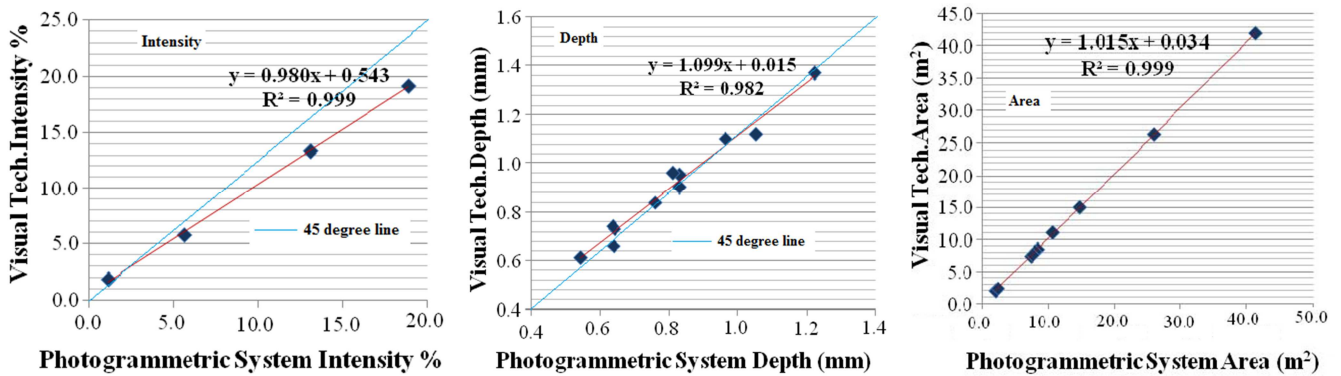 Visual Tech.Intensity %
25.0
20.0
15.0
10.0
5.0
0.0
Intensity
y = 0.980x + 0.543
R² = 0.999
45 degree line
0.0 5.0 10.0 15.0 20.0
Photogrammetric System Intensity %
Visual Tech.Depth (mm)
1.6
1.4
1.2
1.0
0.8
0.6
0.4
Depth
y = 1.099x + 0.015
R² = 0.982
45 degree line
0.4 0.6 0.8 1.0 1.2 1.4
Photogrammetric System Depth (mm)
Visual Tech.Area (m²)
45.0
40.0
35.0
30.0
25.0
20.0
15.0
10.0
5.0
0.0
y = 1.015x + 0.034
R² = 0.999
Area
0.0 10.0 20.0 30.0 40.0 50.0
Photogrammetric System Area (m²)